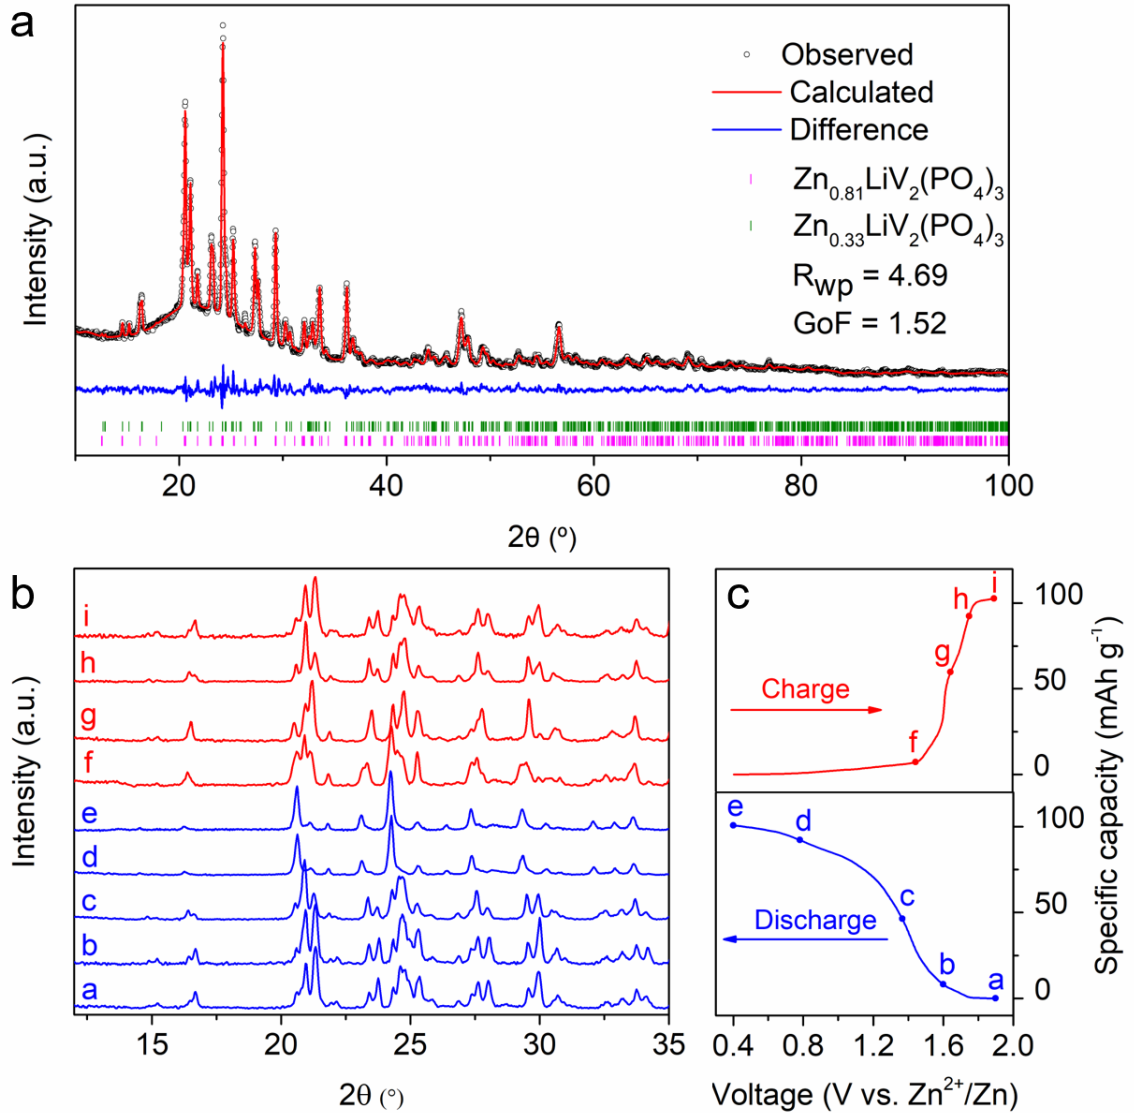 a
Intensity (a.u.)
Observed
Calculated
Difference
Zn0.81LiV2(PO4)3
Zn0.33LiV2(PO4)3
Rwp = 4.69
GoF = 1.52
20 40 60 80 100
2θ (º)
b
Intensity (a.u.)
i
h
g
f
e
d
c
b
a
15 20 25 30 35
2θ (°)
c
i
h
g
f
Charge
100
50
0
e
d
c
b
a
Discharge
100
50
0
Specific capacity (mAh g-1)
0.4 0.8 1.2 1.6 2.0
Voltage (V vs. Zn2+/Zn)